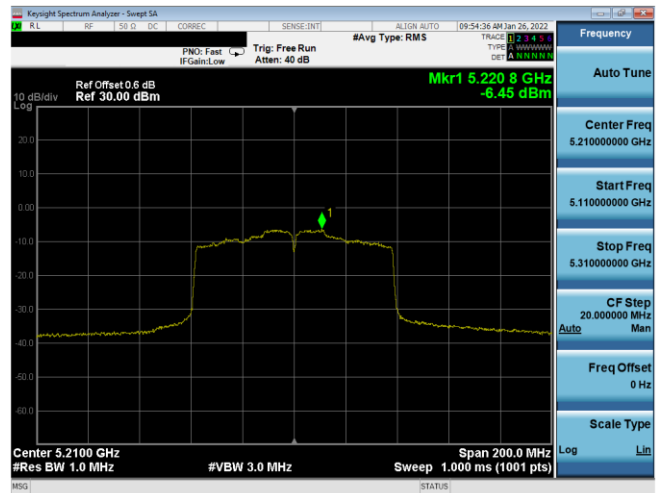 Keysight Spectrum Analyzer - Swept SA
RL RF 50 Ω DC CORREC SENSE:INT ALIGN AUTO 09:54:36 AM Jan 26, 2022
#Avg Type: RMS
TRACE 1 2 3 4 5 6
TYPE A WWWWW
DET A N N N N N
PNO: Fast
IFGain:Low
Trig: Free Run
Atten: 40 dB
Frequency
Mkr1 5.220 8 GHz
-6.45 dBm
Ref Offset 0.6 dB
Ref 30.00 dBm
10 dB/div
Log
20.0
10.0
0.00
-10.0
-20.0
-30.0
-40.0
-50.0
-60.0
1
Auto Tune
Center Freq
5.210000000 GHz
Start Freq
5.110000000 GHz
Stop Freq
5.310000000 GHz
CF Step
20.000000 MHz
Auto Man
Freq Offset
0 Hz
Scale Type
Log Lin
Center 5.2100 GHz
Span 200.0 MHz
#Res BW 1.0 MHz
#VBW 3.0 MHz
Sweep 1.000 ms (1001 pts)
MSG
STATUS